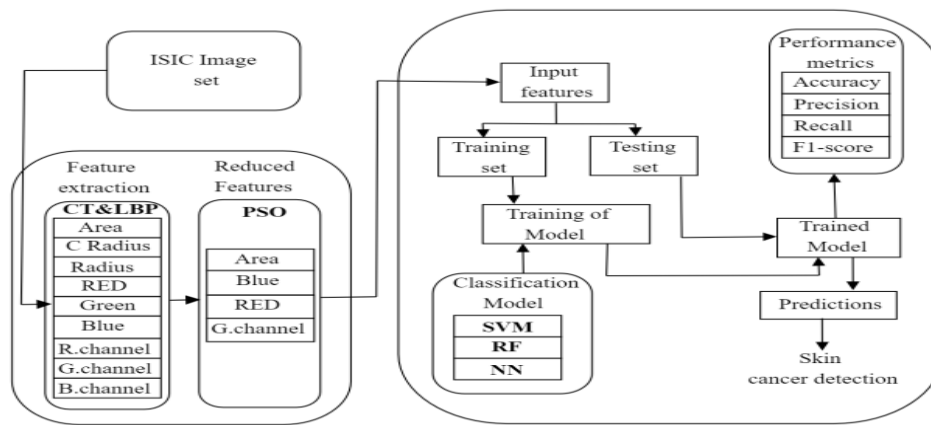 ISIC Image
set
Feature
extraction
CT&LBP
Area
C Radius
Radius
RED
Green
Blue
R.channel
G.channel
B.channel
Reduced
Features
PSO
Area
Blue
RED
G.channel
Input
features
Training
set
Testing
set
Training of
Model
Classification
Model
SVM
RF
NN
Performance
metrics
Accuracy
Precision
Recall
F1-score
Trained
Model
Predictions
Skin
cancer detection